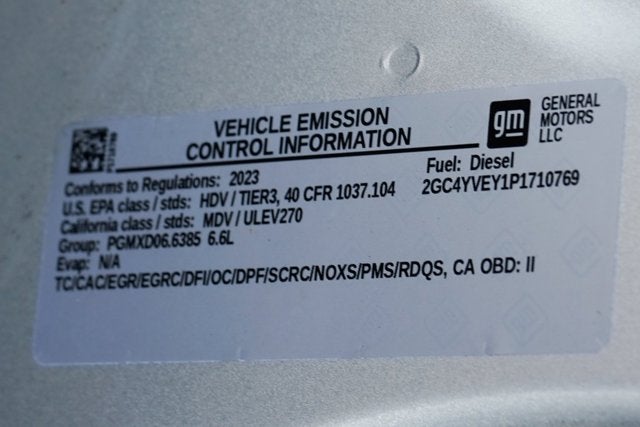 VEHICLE EMISSION
CONTROL INFORMATION
gm
GENERAL
MOTORS
LLC
Conforms to Regulations: 2023
Fuel: Diesel
U.S. EPA class / stds: HDV / TIER3, 40 CFR 1037.104
2GC4YVEY1P1710769
California class / stds: MDV / ULEV270
Group: PGMXD06.6385 6.6L
Evap: N/A
TC/CAC/EGR/EGRC/DFI/OC/DPF/SCRC/NOXS/PMS/RDQS, CA OBD: II